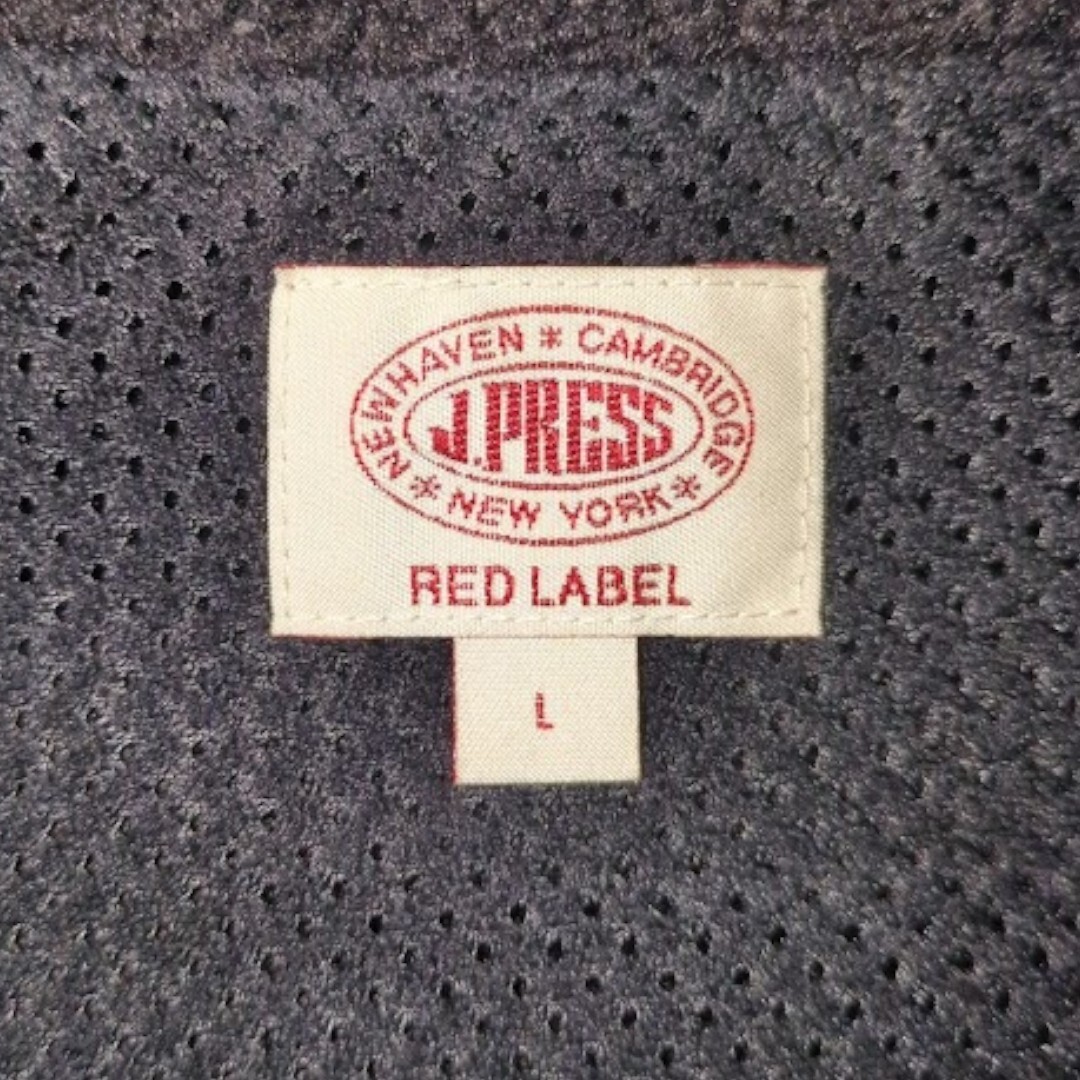 NEW HAVEN * CAMBRIDGE
J.PRESS
* NEW YORK *
RED LABEL
L